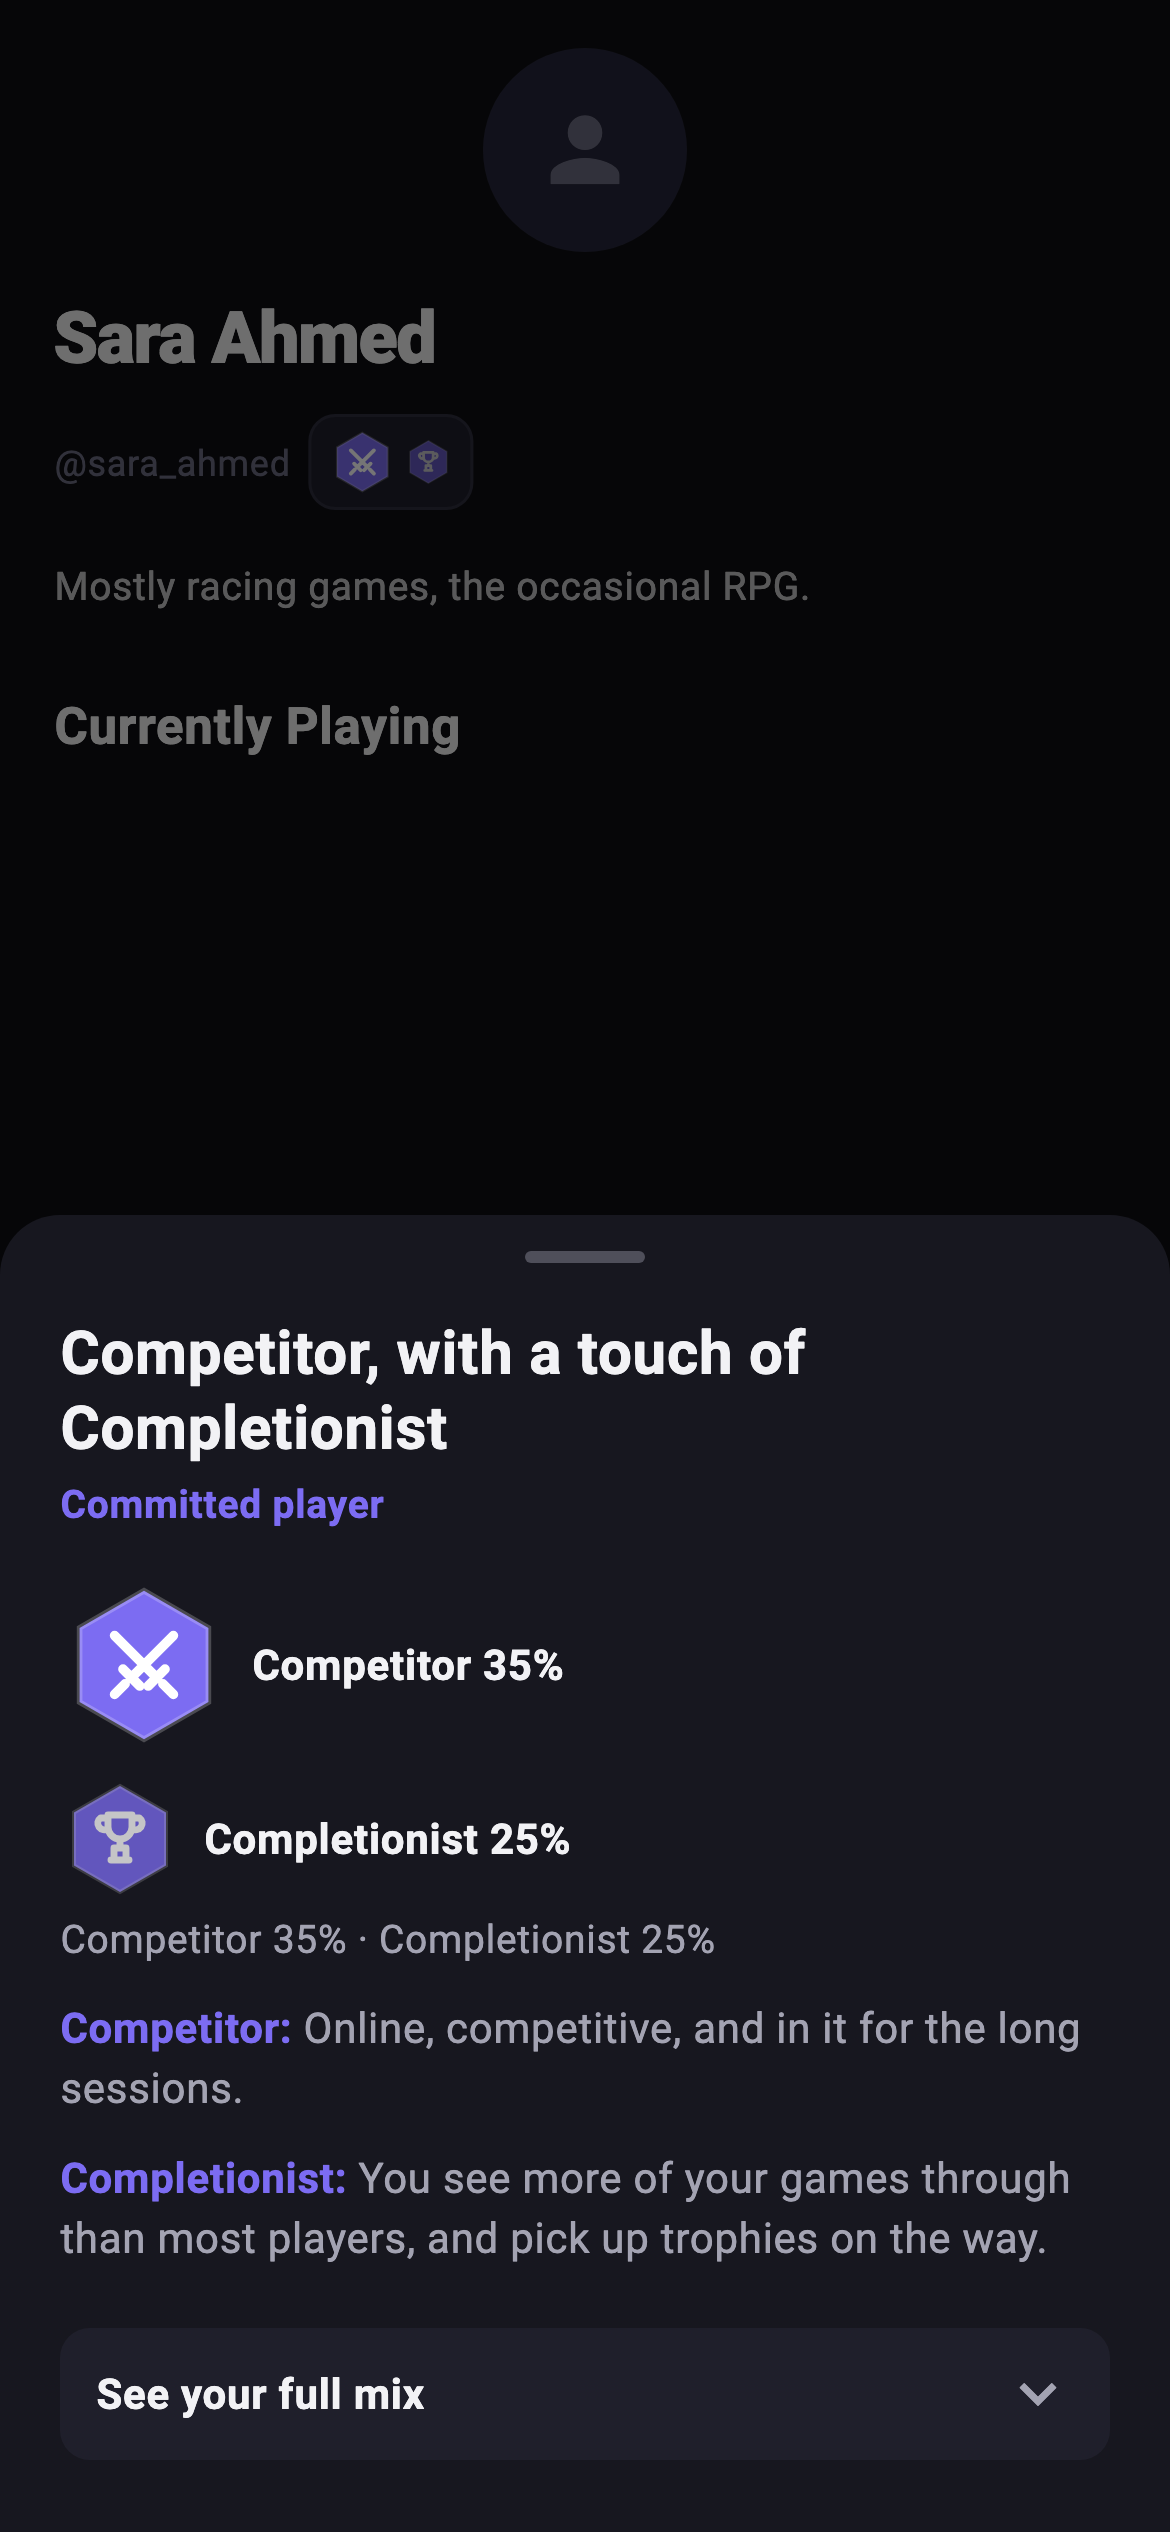 Sara Ahmed
@sara_ahmed
Mostly racing games, the occasional RPG.
Currently Playing
Competitor, with a touch of
Completionist
Committed player
Competitor 35%
Completionist 25%
Competitor 35% · Completionist 25%
Competitor: Online, competitive, and in it for the long
sessions.
Completionist: You see more of your games through
than most players, and pick up trophies on the way.
See your full mix